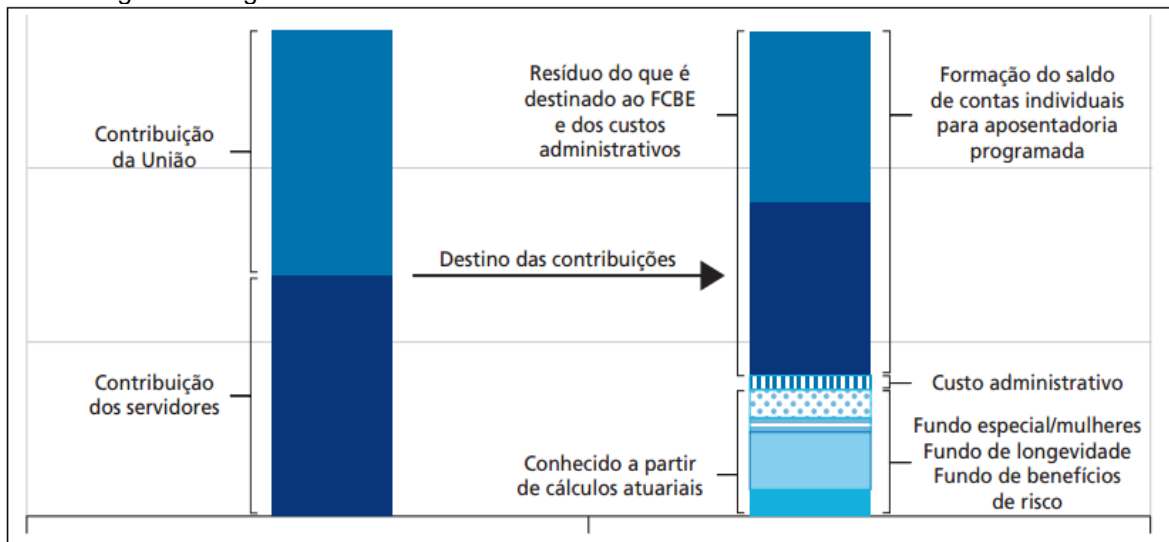 Contribuição
da União
Contribuição
dos servidores
Destino das contribuições
Resíduo do que é
destinado ao FCBE
e dos custos
administrativos
Conhecido a partir
de cálculos atuariais
Formação do saldo
de contas individuais
para aposentadoria
programada
Custo administrativo
Fundo especial/mulheres
Fundo de longevidade
Fundo de benefícios
de risco